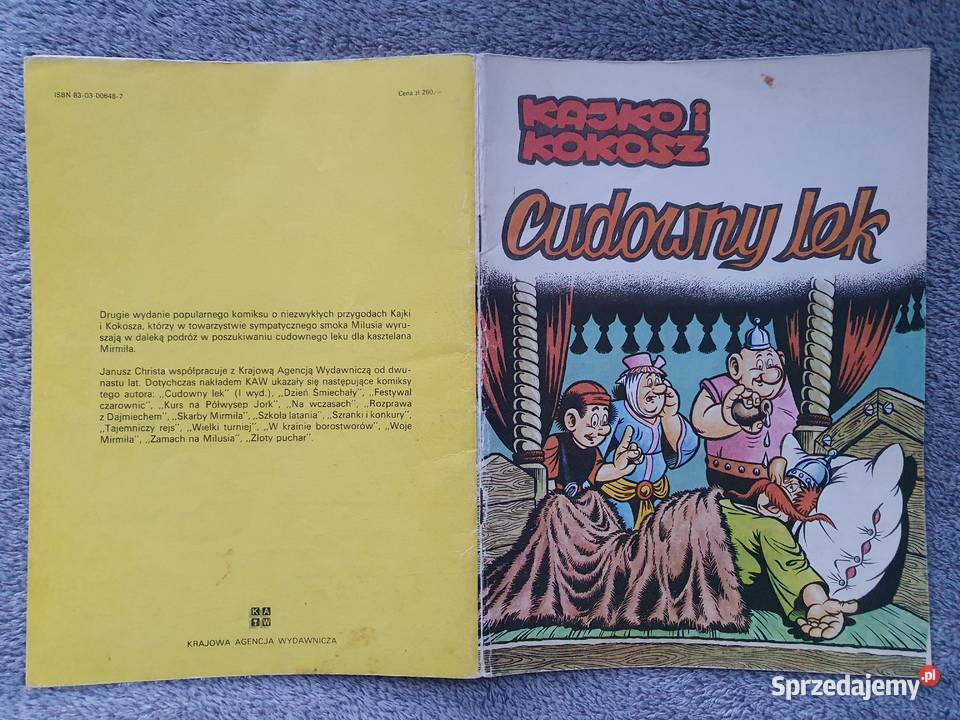 ISBN 83-03-00648-7
Cena zł 260,—
Drugie wydanie popularnego komiksu o niezwykłych przygodach Kajki
i Kokosza, którzy w towarzystwie sympatycznego smoka Milusia wyru-
szają w daleką podróż w poszukiwaniu cudownego leku dla kasztelana
Mirmiła.
Janusz Christa współpracuje z Krajową Agencją Wydawniczą od dwu-
nastu lat. Dotychczas nakładem KAW ukazały się następujące komiksy
tego autora: ,,Cudowny lek" (I wyd.), ,,Dzień Śmiechały", ,,Festywal
czarownic", ,,Kurs na Półwysep Jork", ,,Na wczasach", ,,Rozprawa
z Dajmiechem", ,,Skarby Mirmiła", ,,Szkoła latania", ,,Szranki i konkury",
,,Tajemniczy rejs", ,,Wielki turniej", ,,W krainie borostworów", ,,Woje
Mirmiła", ,,Zamach na Milusia", ,,Złoty puchar".
KA
TW
KRAJOWA AGENCJA WYDAWNICZA
KAJKO i
KOKOSZ
Cudowny lek
Sprzedajemy.pl